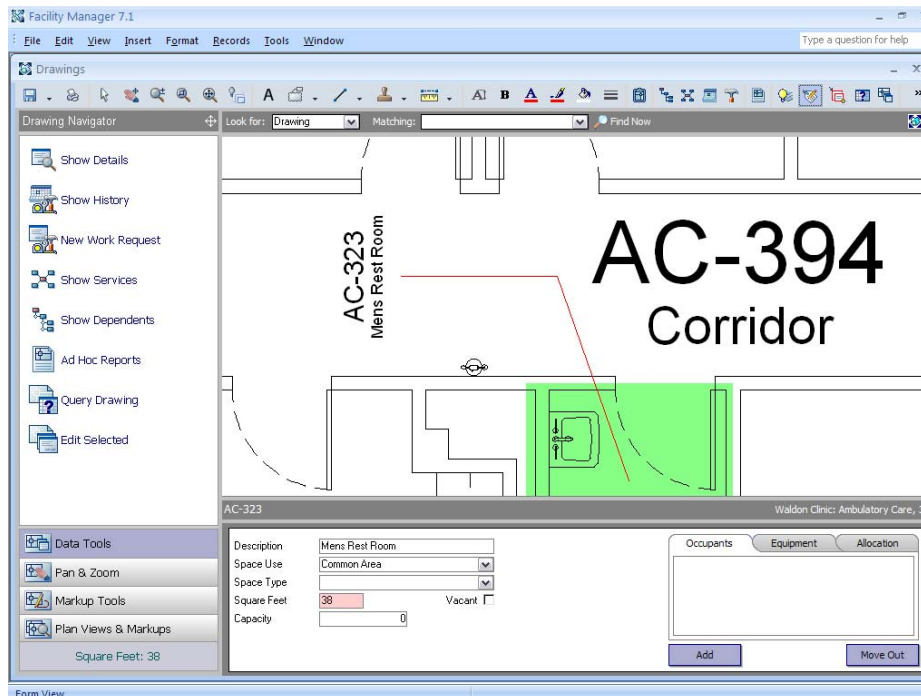 Facility Manager 7.1
File Edit View Insert Format Records Tools Window
Type a question for help
Drawings
A AI B A
Drawing Navigator
Look for: Drawing Matching: Find Now
Show Details
Show History
New Work Request
Show Services
Show Dependents
Ad Hoc Reports
Query Drawing
Edit Selected
AC-323
Mens Rest Room
AC-394
Corridor
AC-323
Waldon Clinic: Ambulatory Care,
Data Tools
Pan & Zoom
Markup Tools
Plan Views & Markups
Square Feet: 38
Description Mens Rest Room
Space Use Common Area
Space Type
Square Feet 38 Vacant
Capacity 0
Occupants Equipment Allocation
Add Move Out
Form View